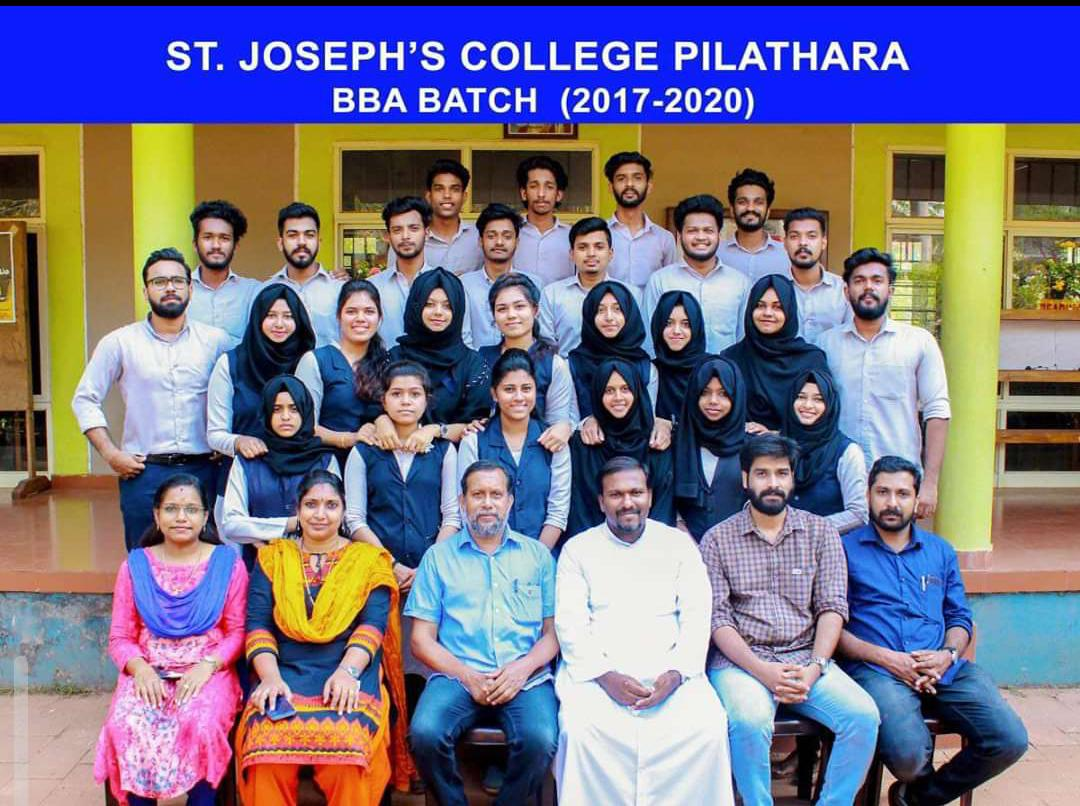 ST. JOSEPH'S COLLEGE PILATHARA
BBA BATCH (2017-2020)